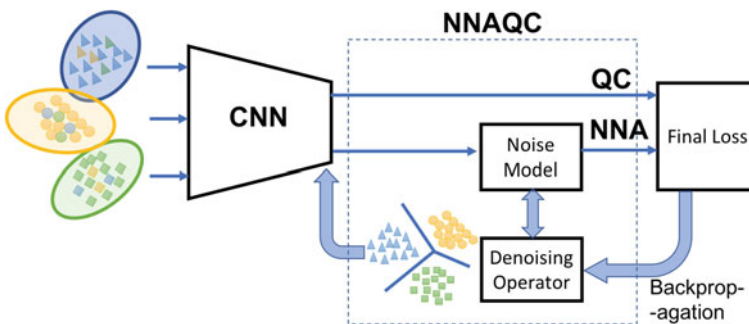 NNAQC
QC
CNN
NNA
Noise
Model
Final Loss
Denoising
Operator
Backprop-
-agation